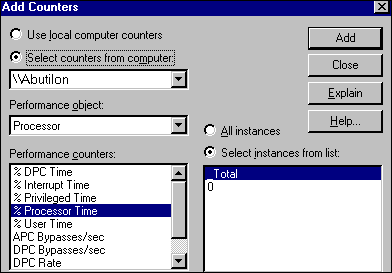 Add Counters
Use local computer counters
Select counters from computer:
\\Abutilon
Performance object:
Processor
Performance counters:
% DPC Time
% Interrupt Time
% Privileged Time
% Processor Time
% User Time
APC Bypasses/sec
DPC Bypasses/sec
DPC Rate
All instances
Select instances from list:
_Total
0
Add
Close
Explain
Help...